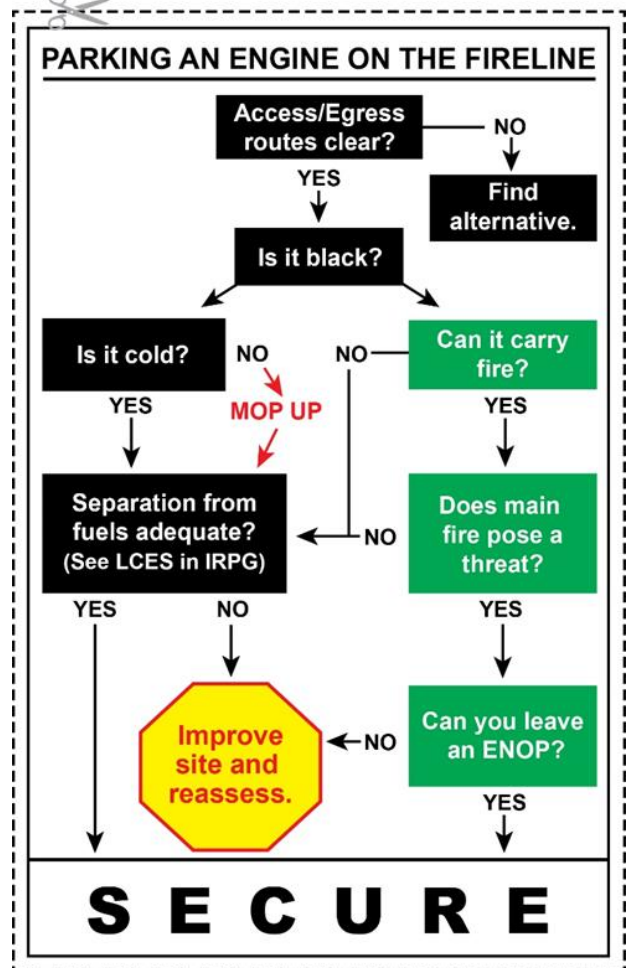 PARKING AN ENGINE ON THE FIRELINE
Access/Egress
routes clear?
NO
YES
Find
alternative.
Is it black?
Is it cold?
NO
MOP UP
NO
Can it carry
fire?
YES
YES
Separation from
fuels adequate?
(See LCES in IRPG)
NO
Does main
fire pose a
threat?
YES
NO
YES
Improve
site and
reassess.
NO
Can you leave
an ENOP?
YES
SECURE